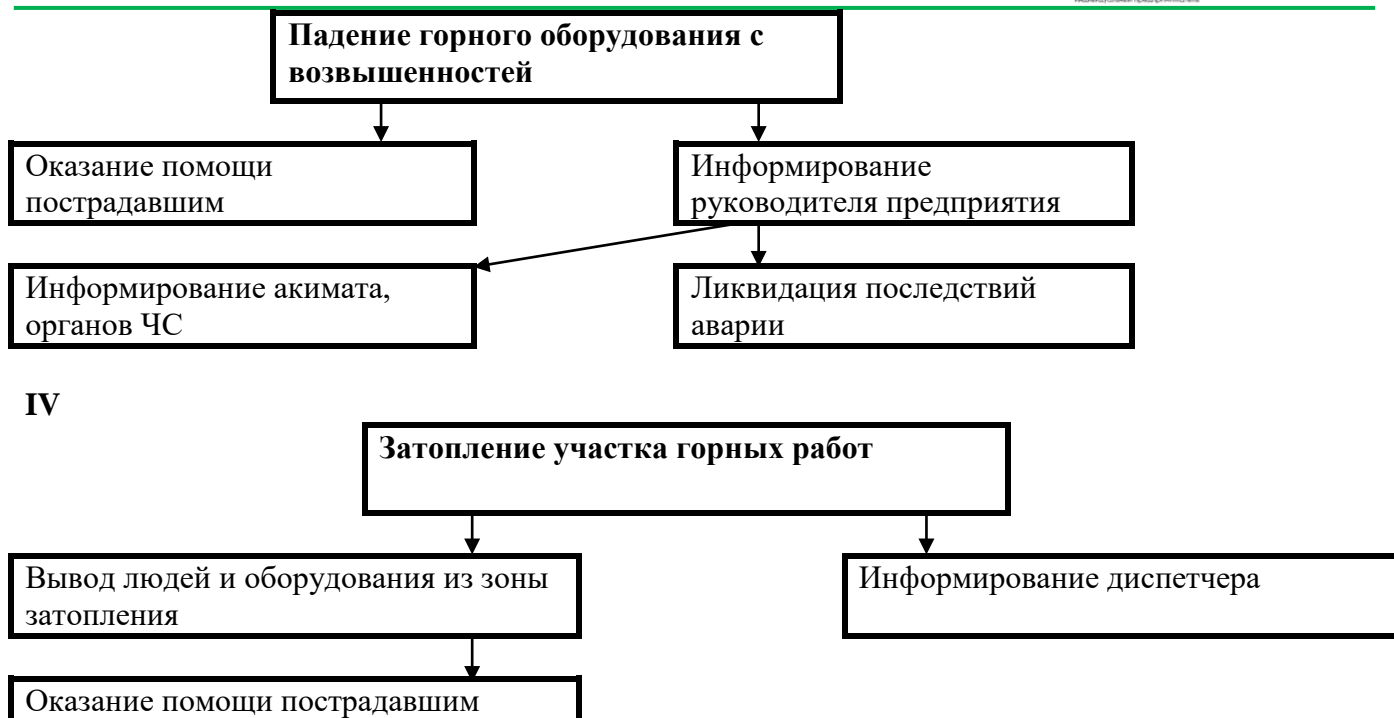 Падение горного оборудования с
возвышенностей
Оказание помощи
пострадавшим
Информирование
руководителя предприятия
Информирование акимата,
органов ЧС
Ликвидация последствий
аварии
IV
Затопление участка горных работ
Вывод людей и оборудования из зоны
затопления
Информирование диспетчера
Оказание помощи пострадавшим